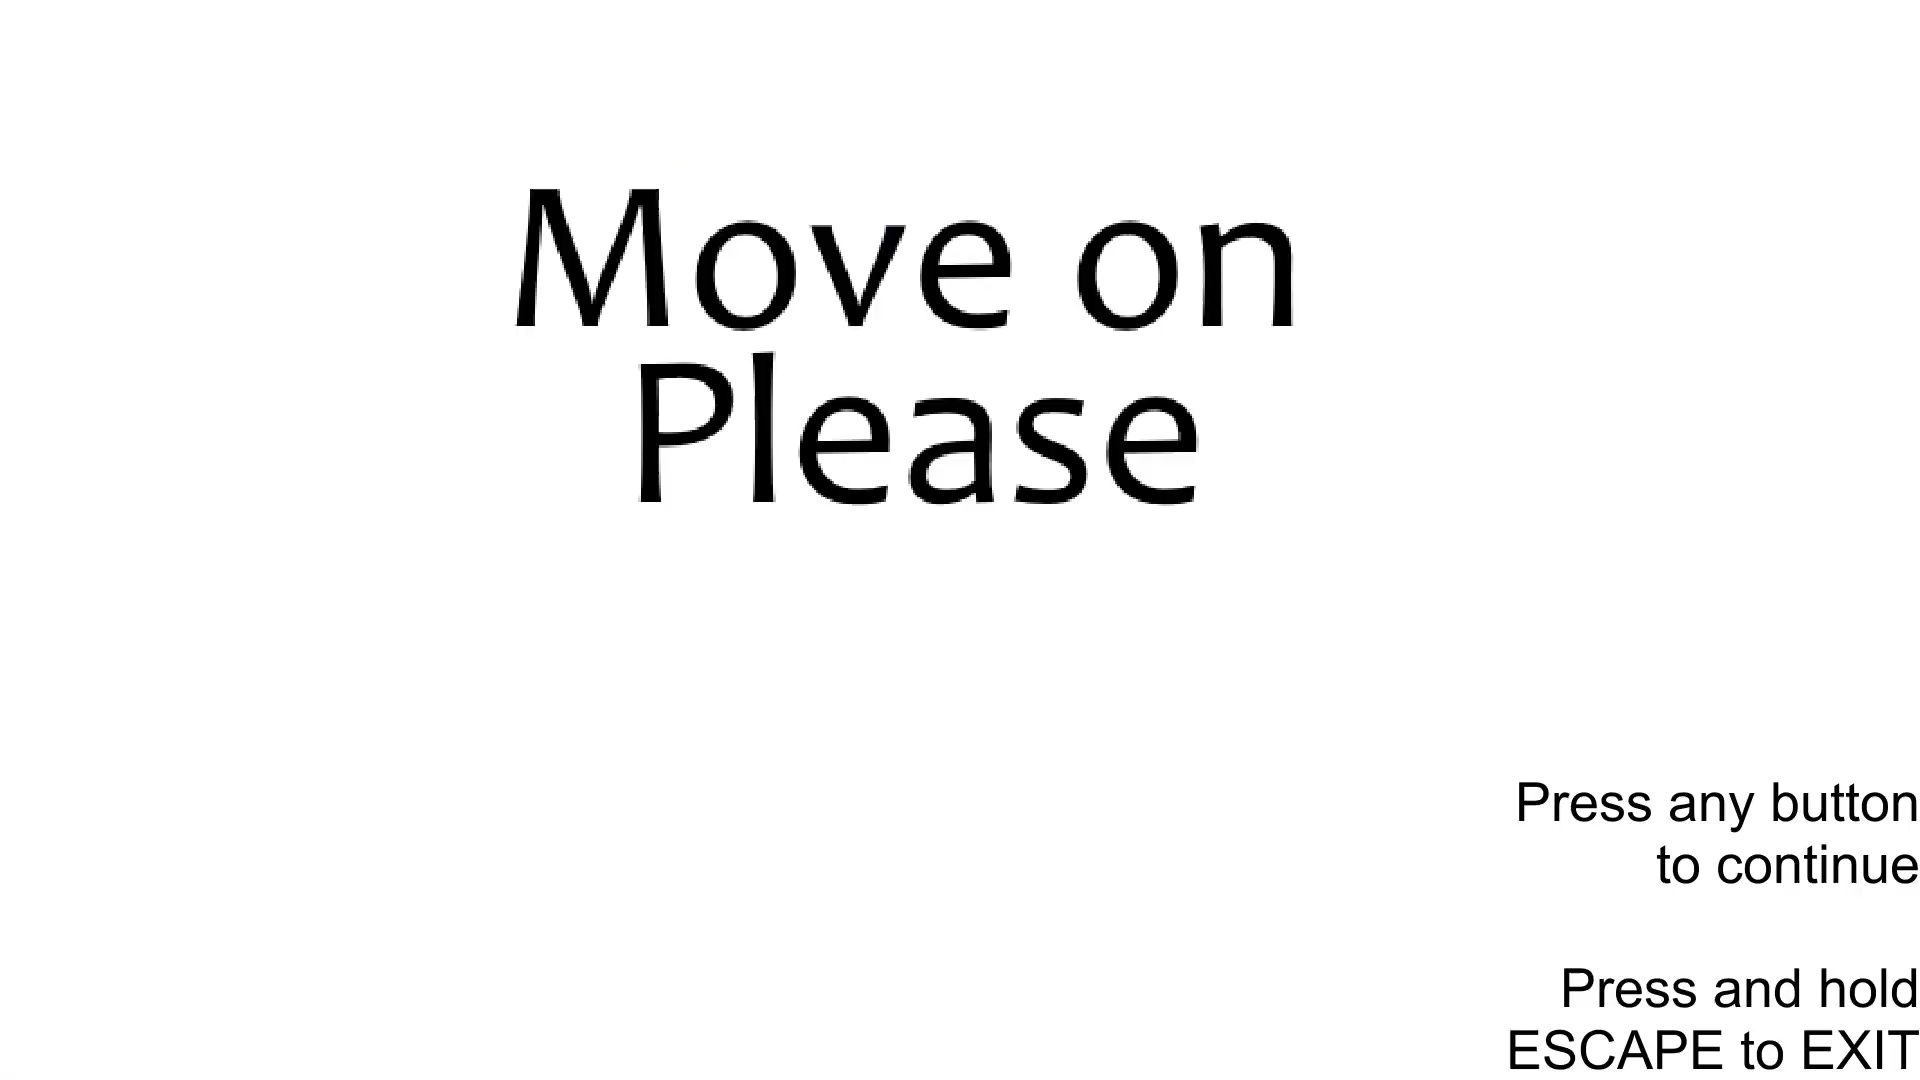 Move on
Please
Press any button
to continue
Press and hold
ESCAPE to EXIT